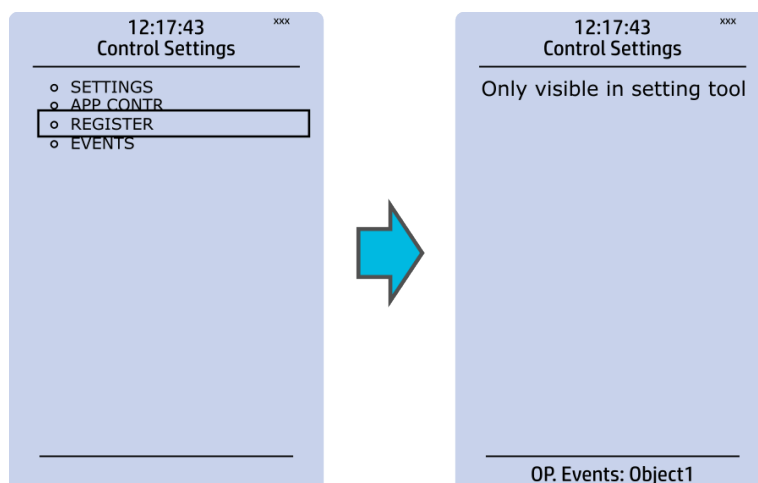 12:17:43 xxx
Control Settings
SETTINGS
APP CONTR
REGISTER
EVENTS
12:17:43 xxx
Control Settings
Only visible in setting tool
OP. Events: Object1